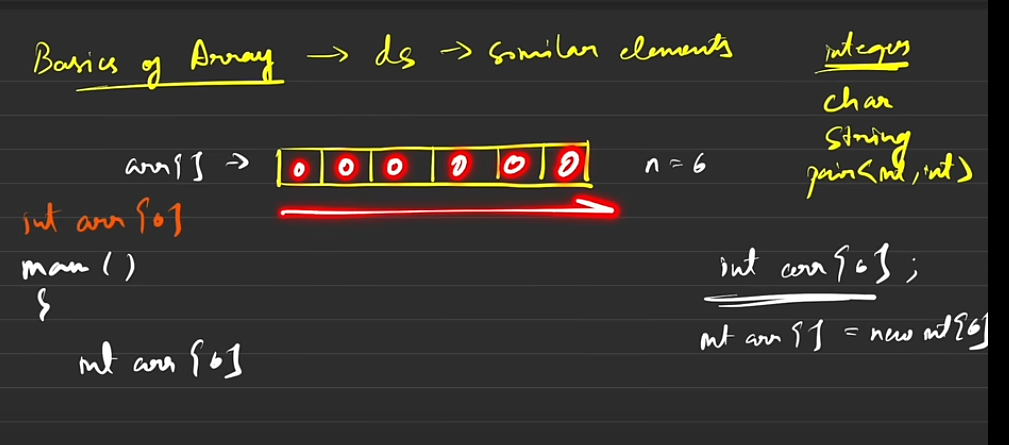 Basics of Array → ds → similar elements
integers
char
string
pair<int, int>
arr[] → 0 0 0 0 0 0 n = 6
int arr[6]
main ()
{
int arr[6]
int arr[6];
int arr[] = new int[6]